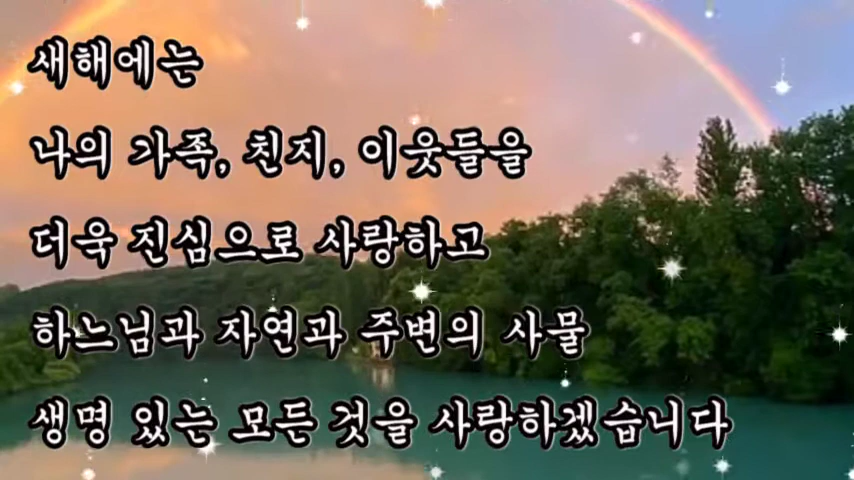 새해에는
나의 가족, 친지, 이웃들을
더욱 진심으로 사랑하고
하느님과 자연과 주변의 사물
생명 있는 모든 것을 사랑하겠습니다